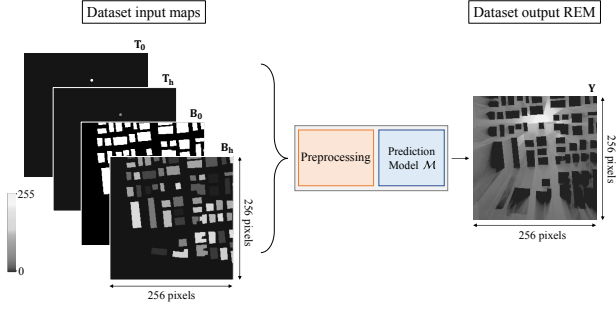 Dataset input maps
Dataset output REM
T0
Th
B0
Bh
Y
255
0
256 pixels
256 pixels
Preprocessing
Prediction
Model M
256 pixels
256 pixels